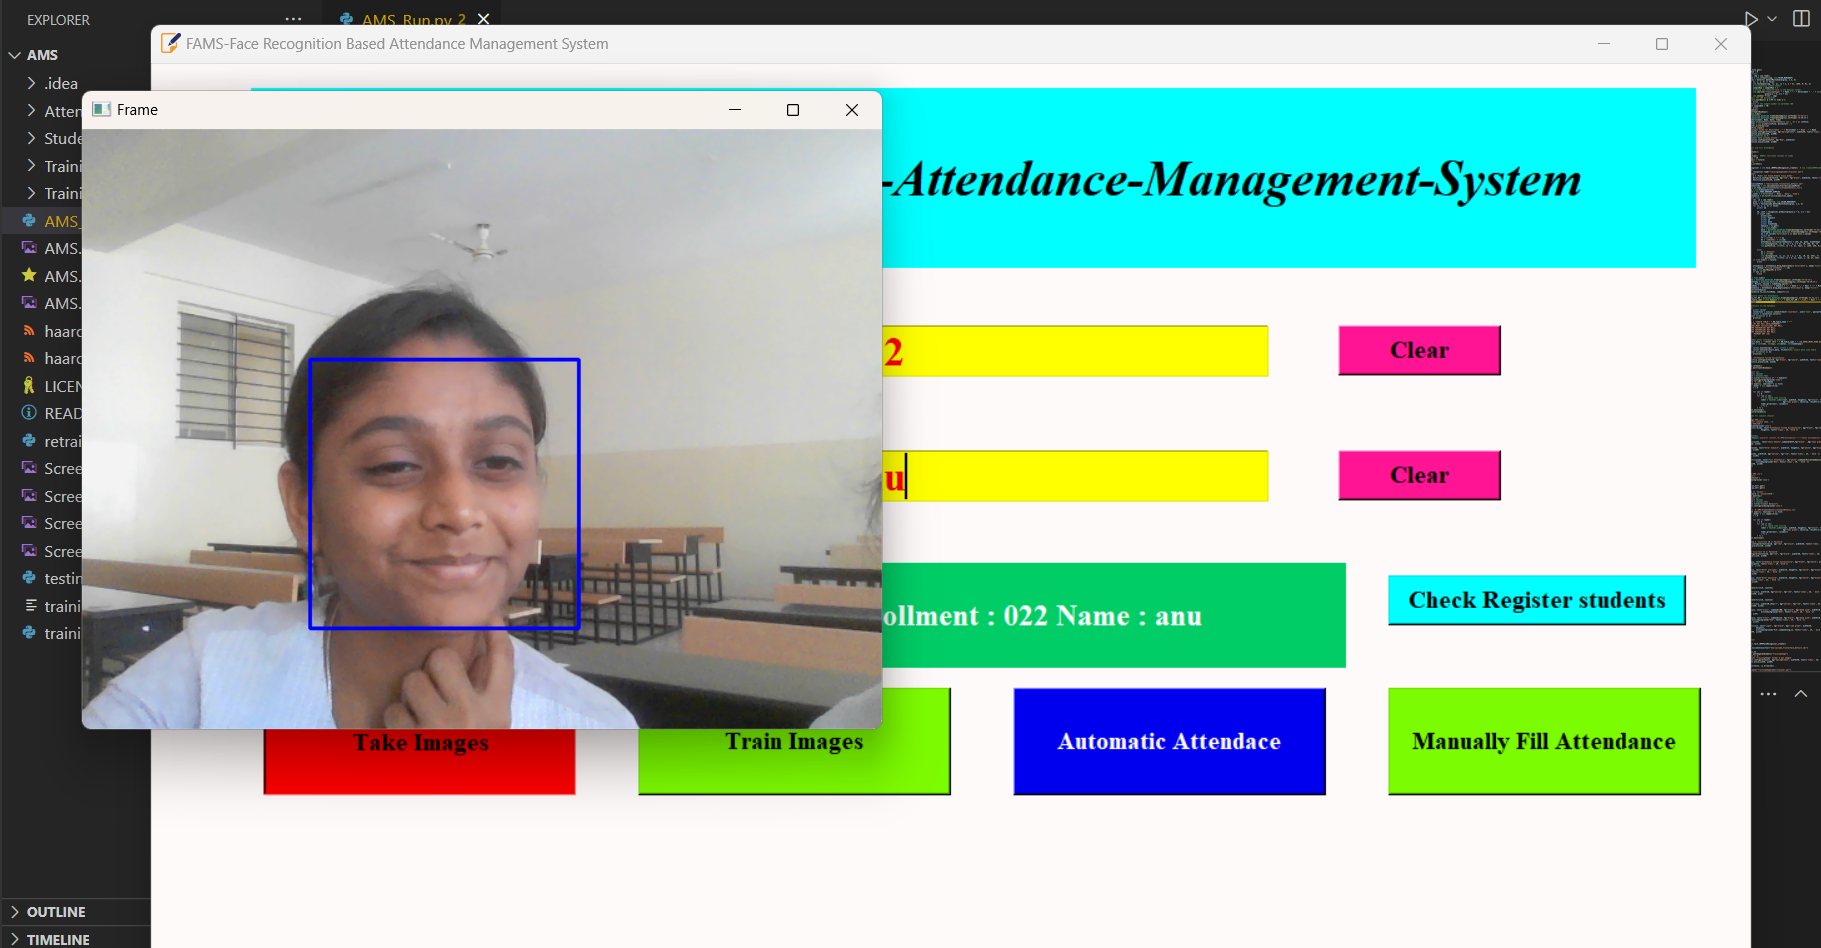 EXPLORER
AMS_Run.py 2
FAMS-Face Recognition Based Attendance Management System
AMS
.idea
Atten
Stude
Traini
Traini
AMS_
AMS.
AMS.
AMS.
haarc
haarc
LICEN
READ
retrai
Scree
Scree
Scree
Scree
testin
traini
traini
Frame
-Attendance-Management-System
2
Clear
u
Clear
ollment : 022 Name : anu
Check Register students
Take Images
Train Images
Automatic Attendace
Manually Fill Attendance
OUTLINE
TIMELINE